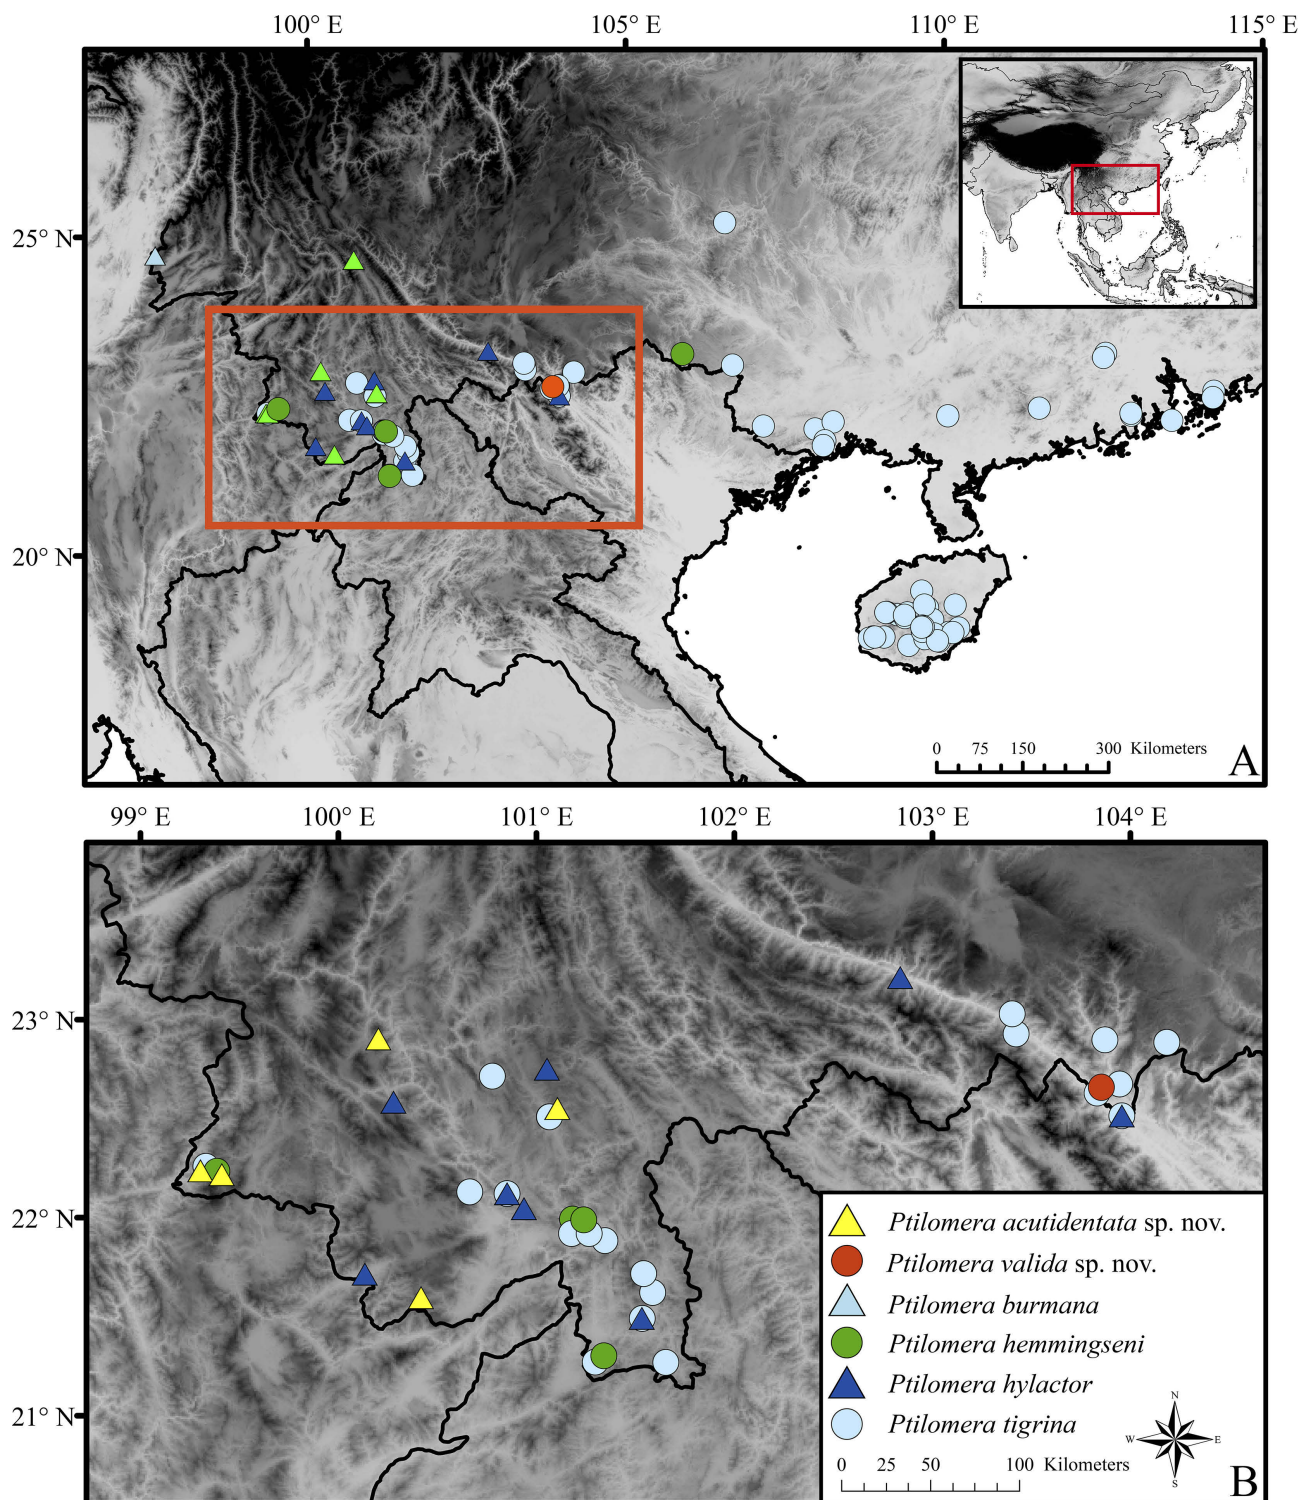 100° E 105° E 110° E 115° E
25° N
20° N
0 75 150 300 Kilometers
A
99° E 100° E 101° E 102° E 103° E 104° E
23° N
22° N
21° N
Ptilomera acutidentata sp. nov.
Ptilomera valida sp. nov.
Ptilomera burmana
Ptilomera hemmingseni
Ptilomera hylactor
Ptilomera tigrina
N
W E
S
0 25 50 100 Kilometers
B